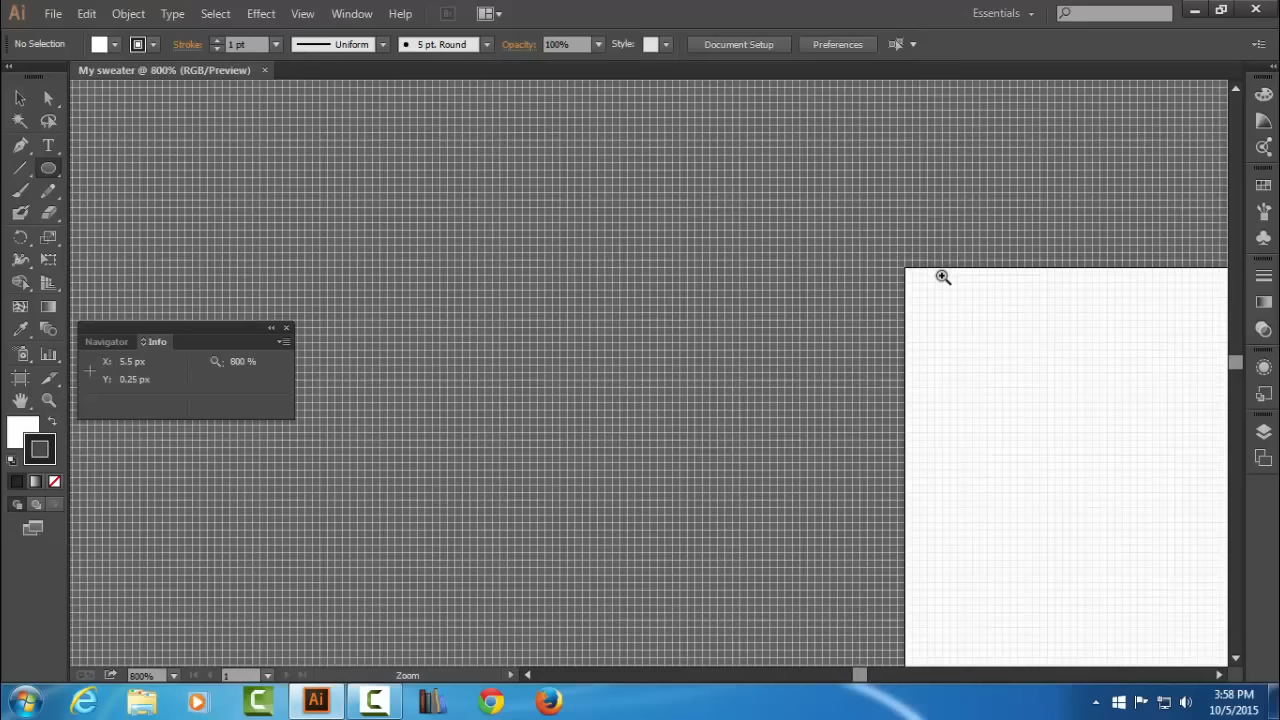 Ai File Edit Object Type Select Effect View Window Help Br Essentials
No Selection Stroke: 1 pt Uniform 5 pt. Round Opacity: 100% Style: Document Setup Preferences
My sweater @ 800% (RGB/Preview) ×
T
Navigator Info
X: 5.5 px 800 %
Y: 0.25 px
800% 1 Zoom
Ai
3:58 PM
10/5/2015